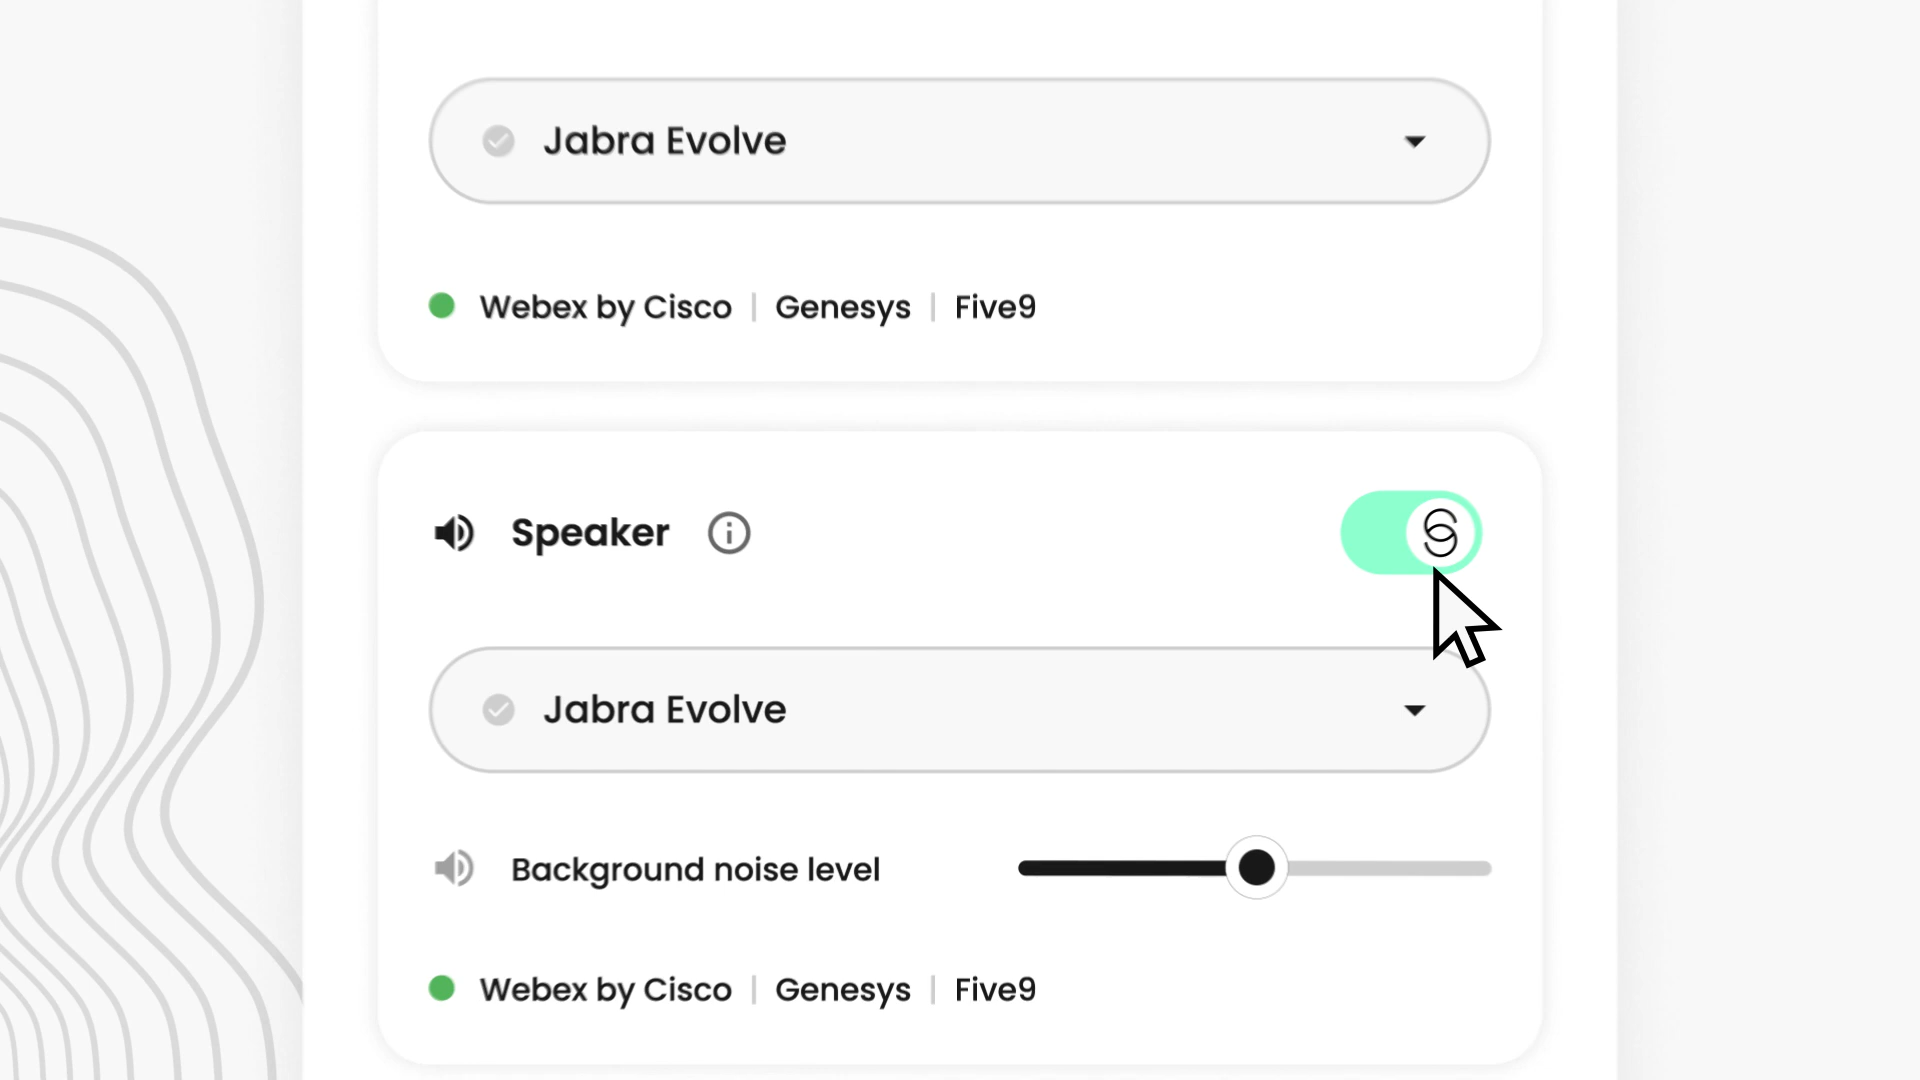 Jabra Evolve
Webex by Cisco | Genesys | Five9
Speaker
Jabra Evolve
Background noise level
Webex by Cisco | Genesys | Five9